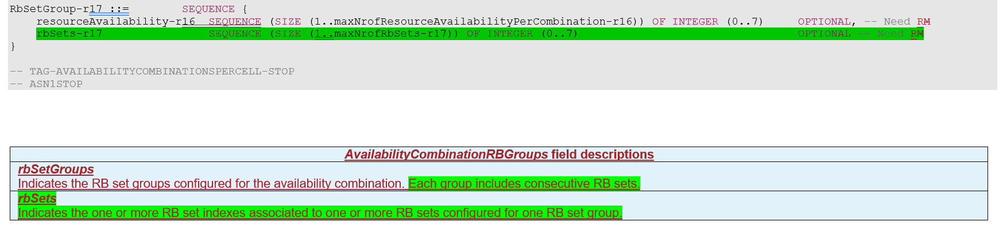 RbSetGroup-r17 ::=        SEQUENCE {
    resourceAvailability-r16  SEQUENCE (SIZE (1..maxNrofResourceAvailabilityPerCombination-r16)) OF INTEGER (0..7)     OPTIONAL, -- Need RM
    rbSets-r17                SEQUENCE (SIZE (1..maxNrofRbSets-r17)) OF INTEGER (0..7)                                 OPTIONAL -- Need RM
}
-- TAG-AVAILABILITYCOMBINATIONSPERCELL-STOP
-- ASN1STOP
AvailabilityCombinationRBGroups field descriptions
rbSetGroups
Indicates the RB set groups configured for the availability combination. Each group includes consecutive RB sets.
rbSets
Indicates the one or more RB set indexes associated to one or more RB sets configured for one RB set group.